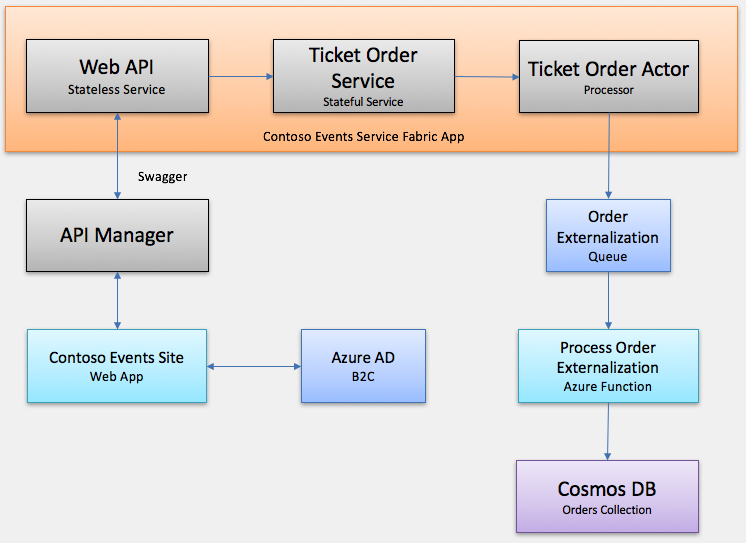 Web API
Stateless Service
Ticket Order
Service
Stateful Service
Ticket Order Actor
Processor
Contoso Events Service Fabric App
Swagger
API Manager
Order
Externalization
Queue
Contoso Events Site
Web App
Azure AD
B2C
Process Order
Externalization
Azure Function
Cosmos DB
Orders Collection